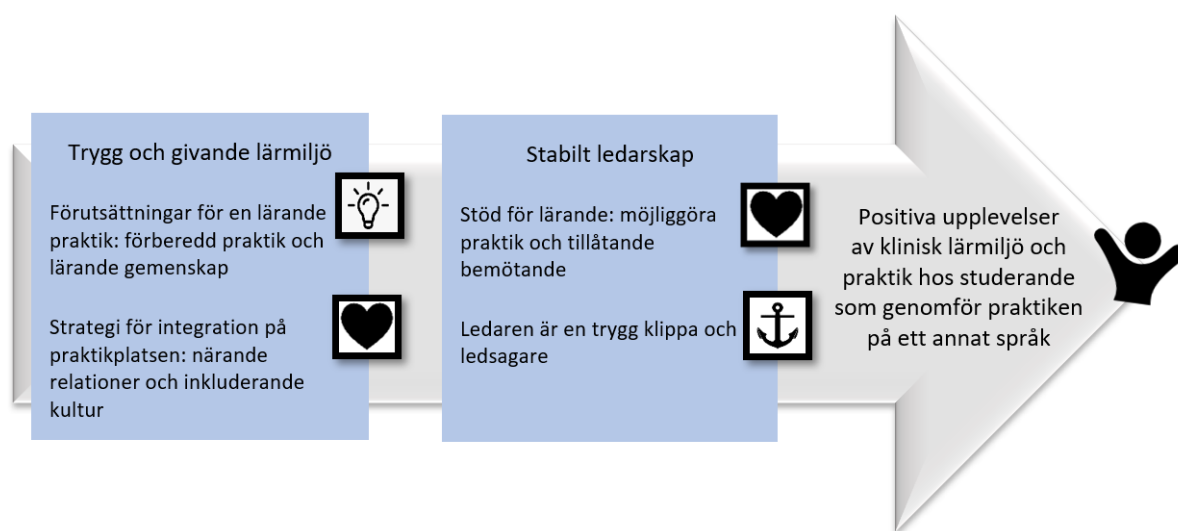 Trygg och givande lärmiljö
Förutsättningar för en lärande
praktik: förberedd praktik och
lärande gemenskap
Strategi för integration på
praktikplatsen: närande
relationer och inkluderande
kultur
Stabilt ledarskap
Stöd för lärande: möjliggöra
praktik och tillåtande
bemötande
Ledaren är en trygg klippa och
ledsagare
Positiva upplevelser
av klinisk lärmiljö och
praktik hos studerande
som genomför praktiken
på ett annat språk